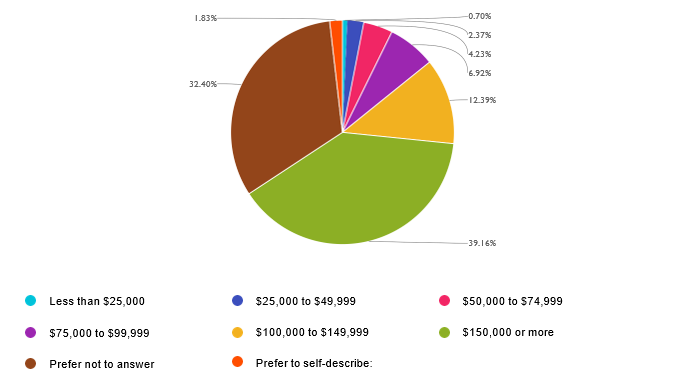 1.83%
0.70%
2.37%
4.23%
6.92%
32.40%
12.39%
39.16%
Less than $25,000
$25,000 to $49,999
$50,000 to $74,999
$75,000 to $99,999
$100,000 to $149,999
$150,000 or more
Prefer not to answer
Prefer to self-describe: